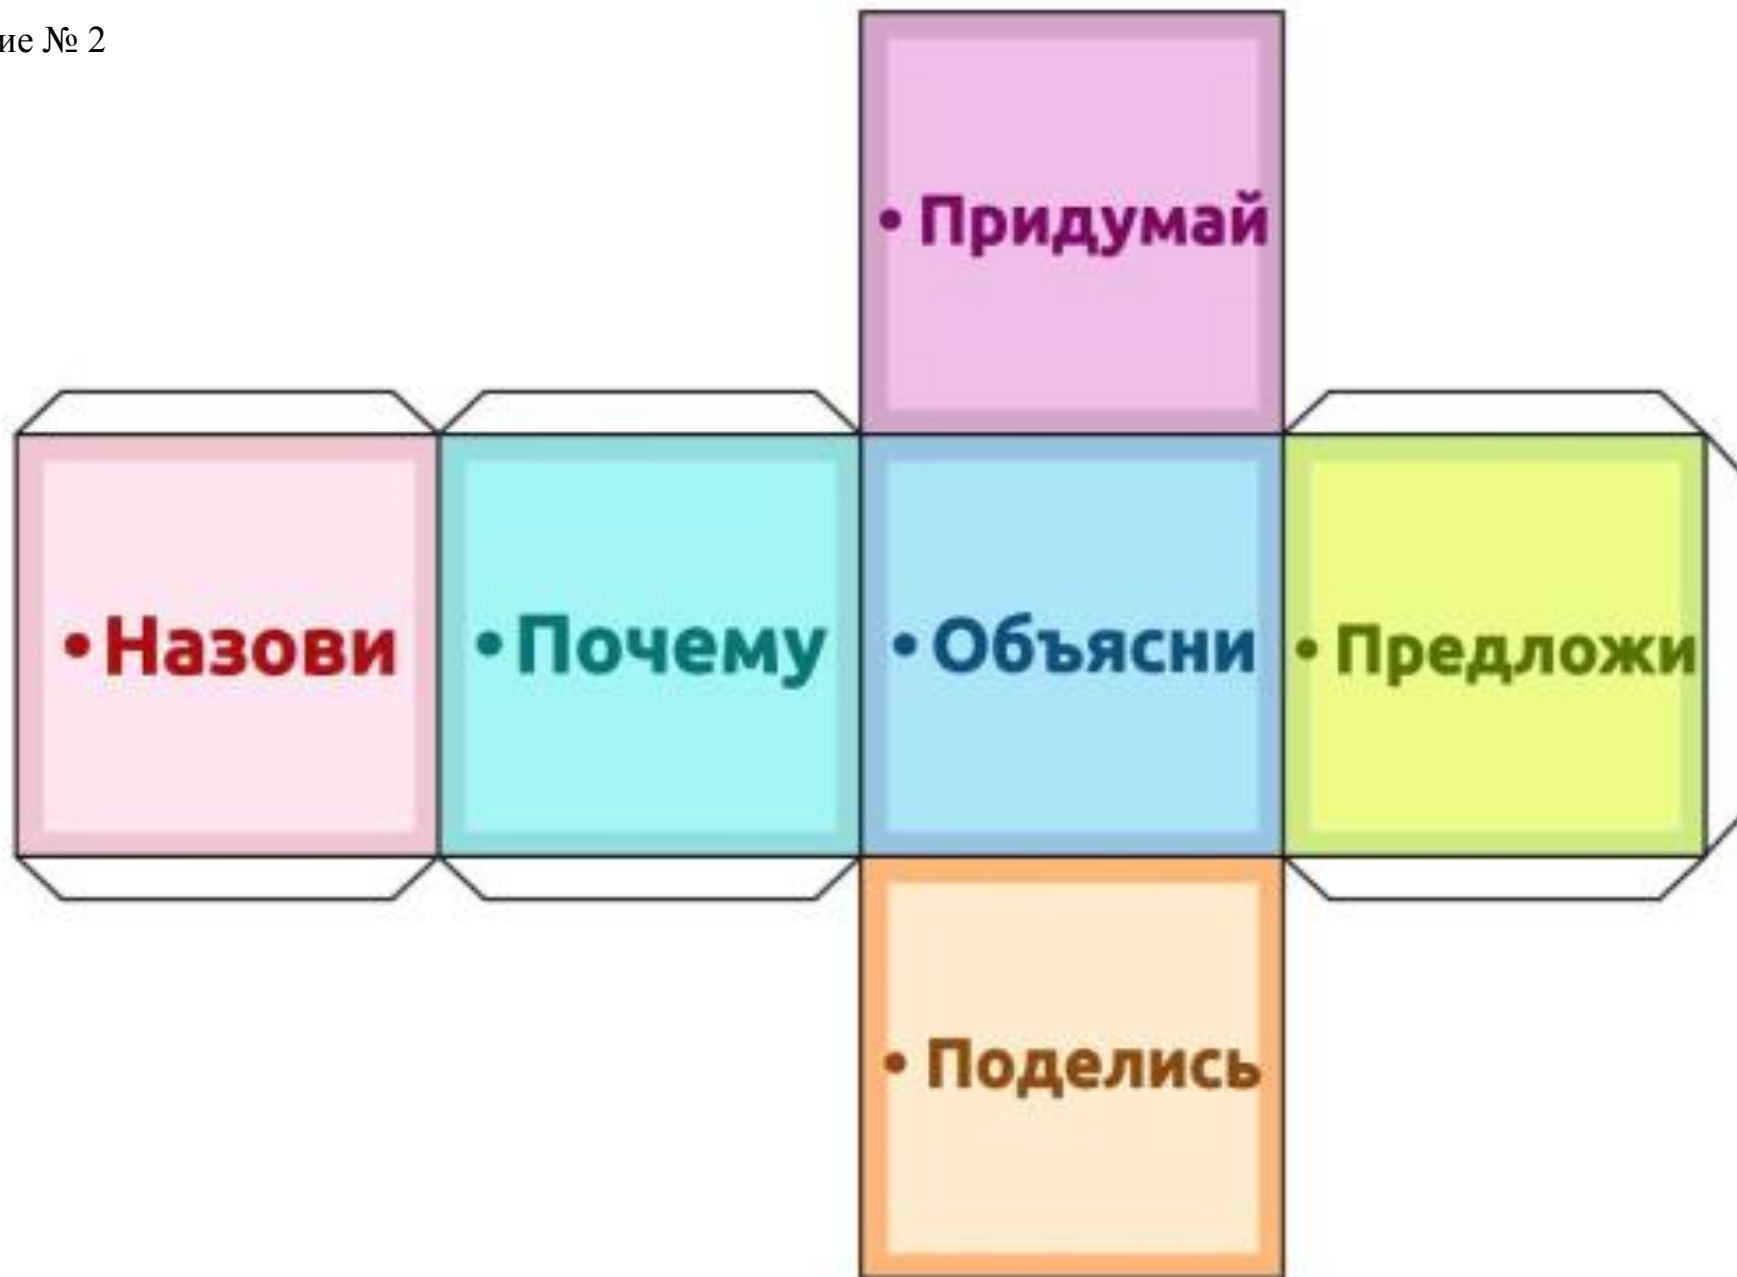 ие № 2
• Придумай
• Назови
• Почему
• Объясни
• Предложи
• Поделись